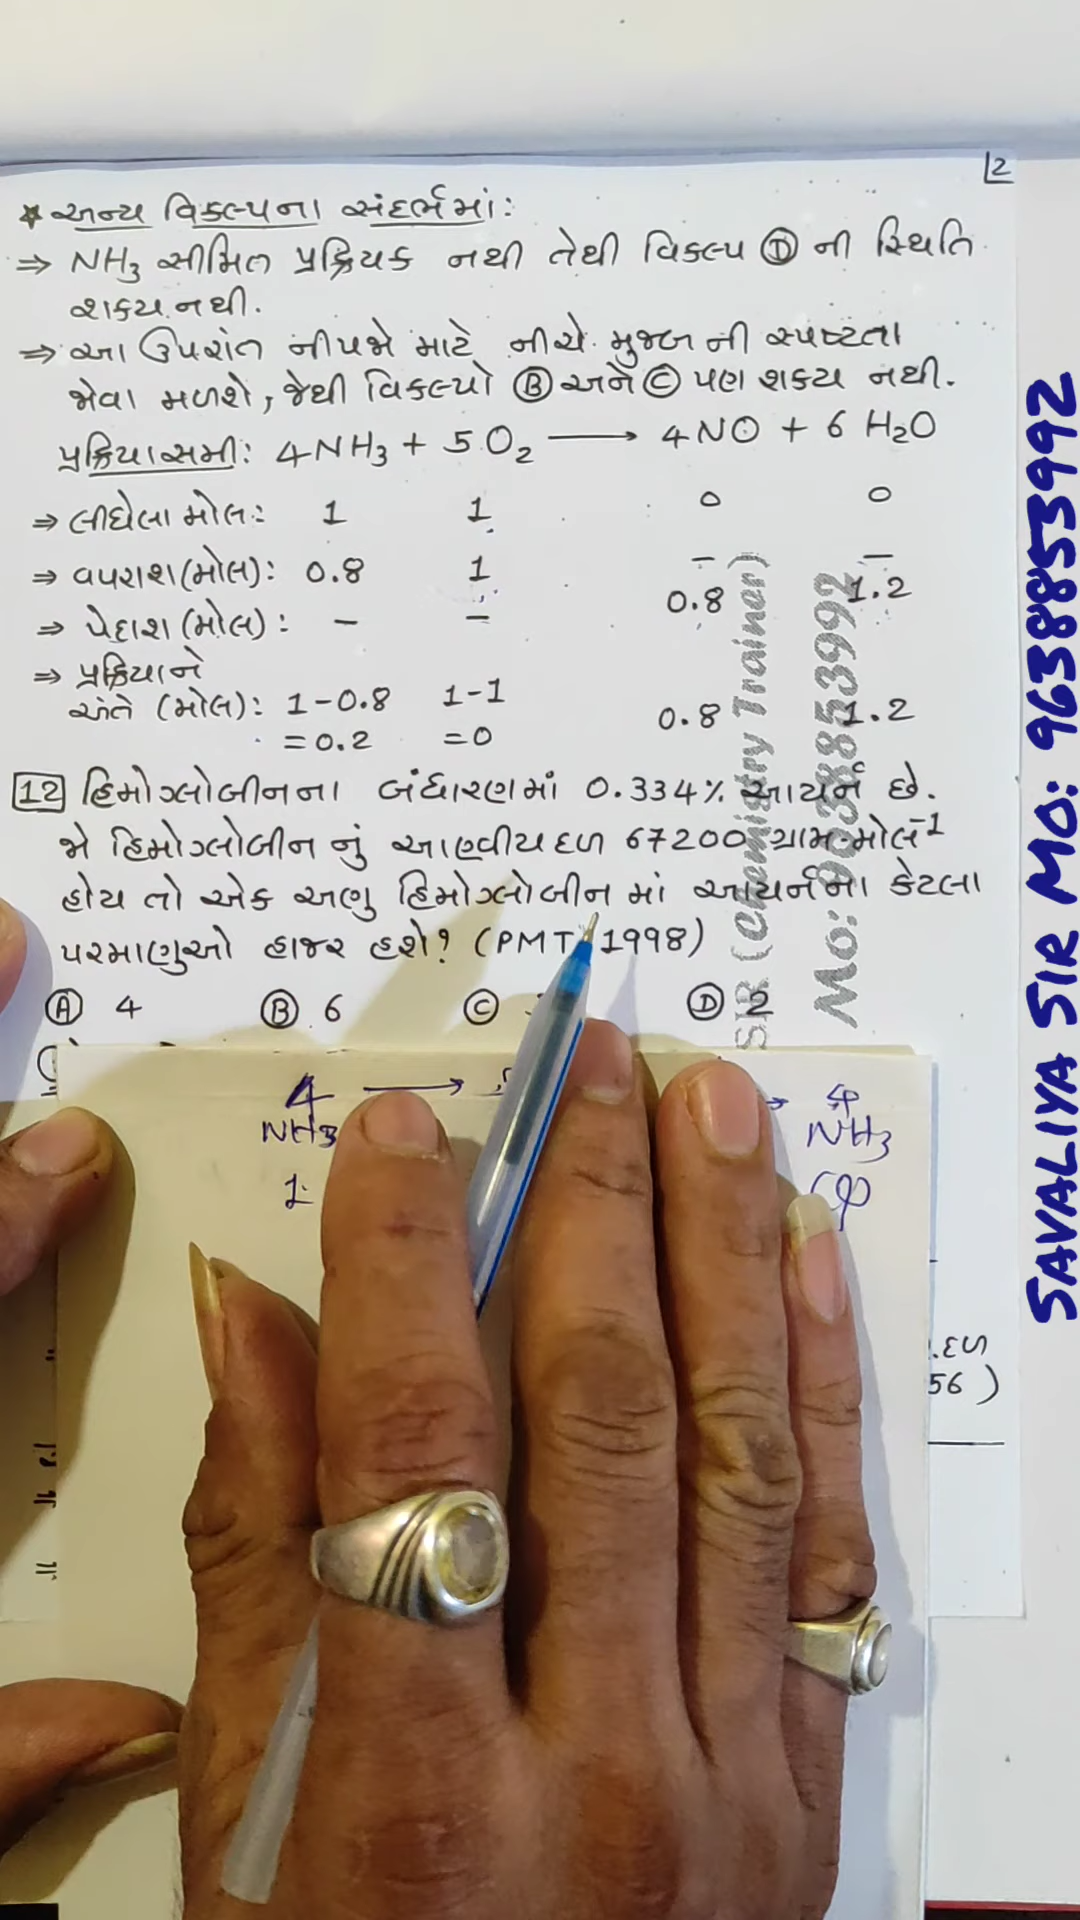 2
* અન્ય વિકલ્પના સંદર્ભમાં:
⇒ NH₃ સીમિત પ્રક્રિયક નથી તેથી વિકલ્પ Ⓓ ની સ્થિતિ
શક્ય નથી.
⇒ આ ઉપરાંત નીપજો માટે નીચે મુજબ ની સ્પષ્ટતા
જોવા મળશે, જેથી વિકલ્પો Ⓑ અને Ⓒ પણ શક્ય નથી.
પ્રક્રિયા સમી: 4NH₃ + 5O₂ ⟶ 4NO + 6H₂O
⇒ લીધેલા મોલ: 1 1 0 0
⇒ વપરાશ (મોલ): 0.8 1 - -
⇒ પેદાશ (મોલ): - - 0.8 1.2
⇒ પ્રક્રિયાને
અંતે (મોલ): 1-0.8 1-1 0.8 1.2
=0.2 =0
12 હિમોગ્લોબીનના બંધારણમાં 0.334% આયર્ન છે.
જો હિમોગ્લોબીન નું આણ્વીય દળ 67200 ગ્રામ મોલ⁻¹
હોય તો એક અણુ હિમોગ્લોબીન માં આયર્નના કેટલા
પરમાણુઓ હાજર હશે? (PMT 1998)
Ⓐ 4 Ⓑ 6 Ⓒ Ⓓ 2
4 ⟶
NH₃ NH₃
1
.દળ
56)
SIR (Chemistry Trainer)
Mo: 9638853992
SAVALIYA SIR MO: 9638853992